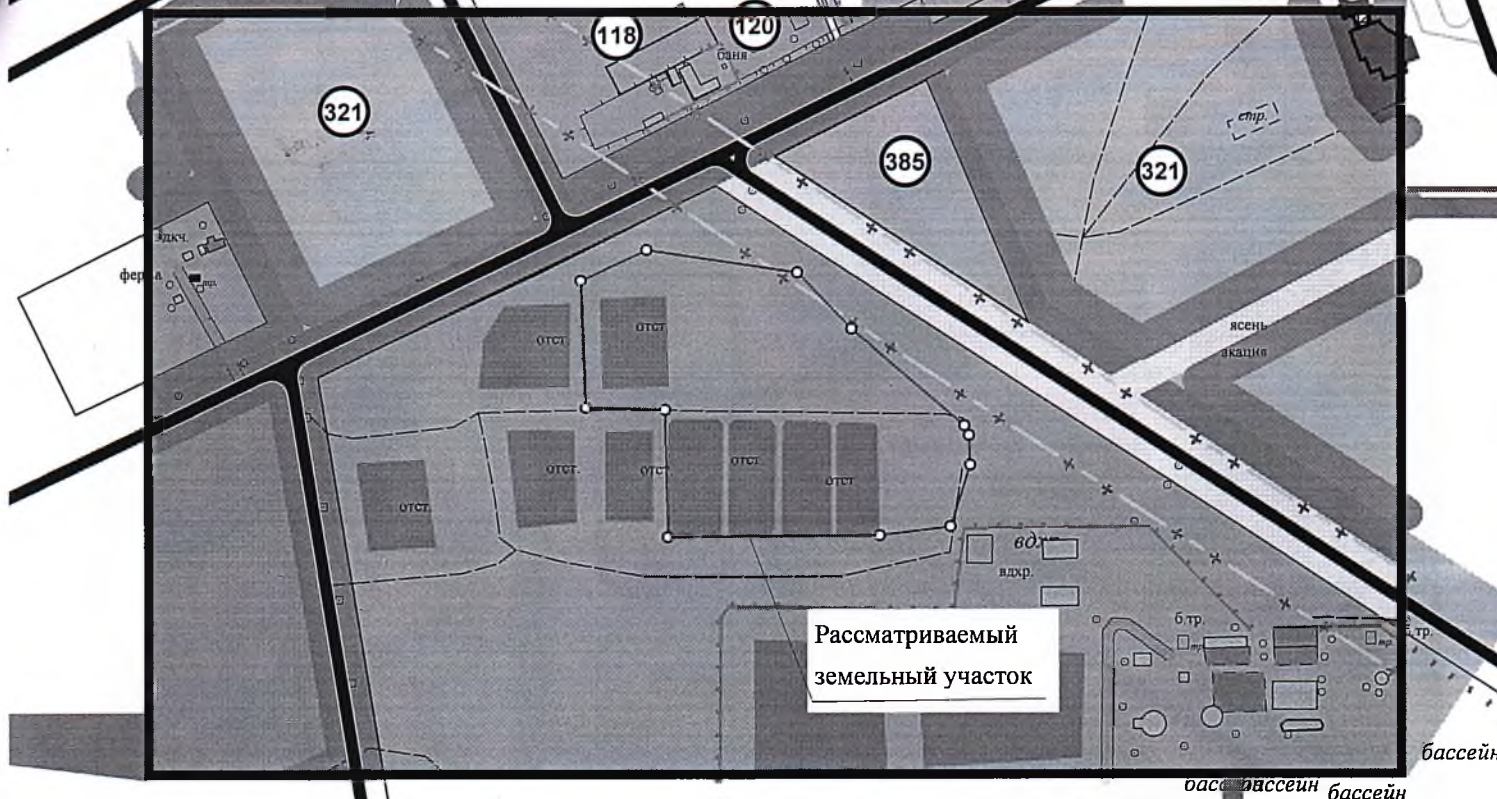 118
120
баня
321
385
321
стр.
ферма
ясень
акация
отст.
отст.
отст.
отст.
отст.
отст.
отст.
вдхр.
вдхр.
Рассматриваемый
земельный участок
б.тр.
тр.
тр.
бассейн
бассейн
бассейн